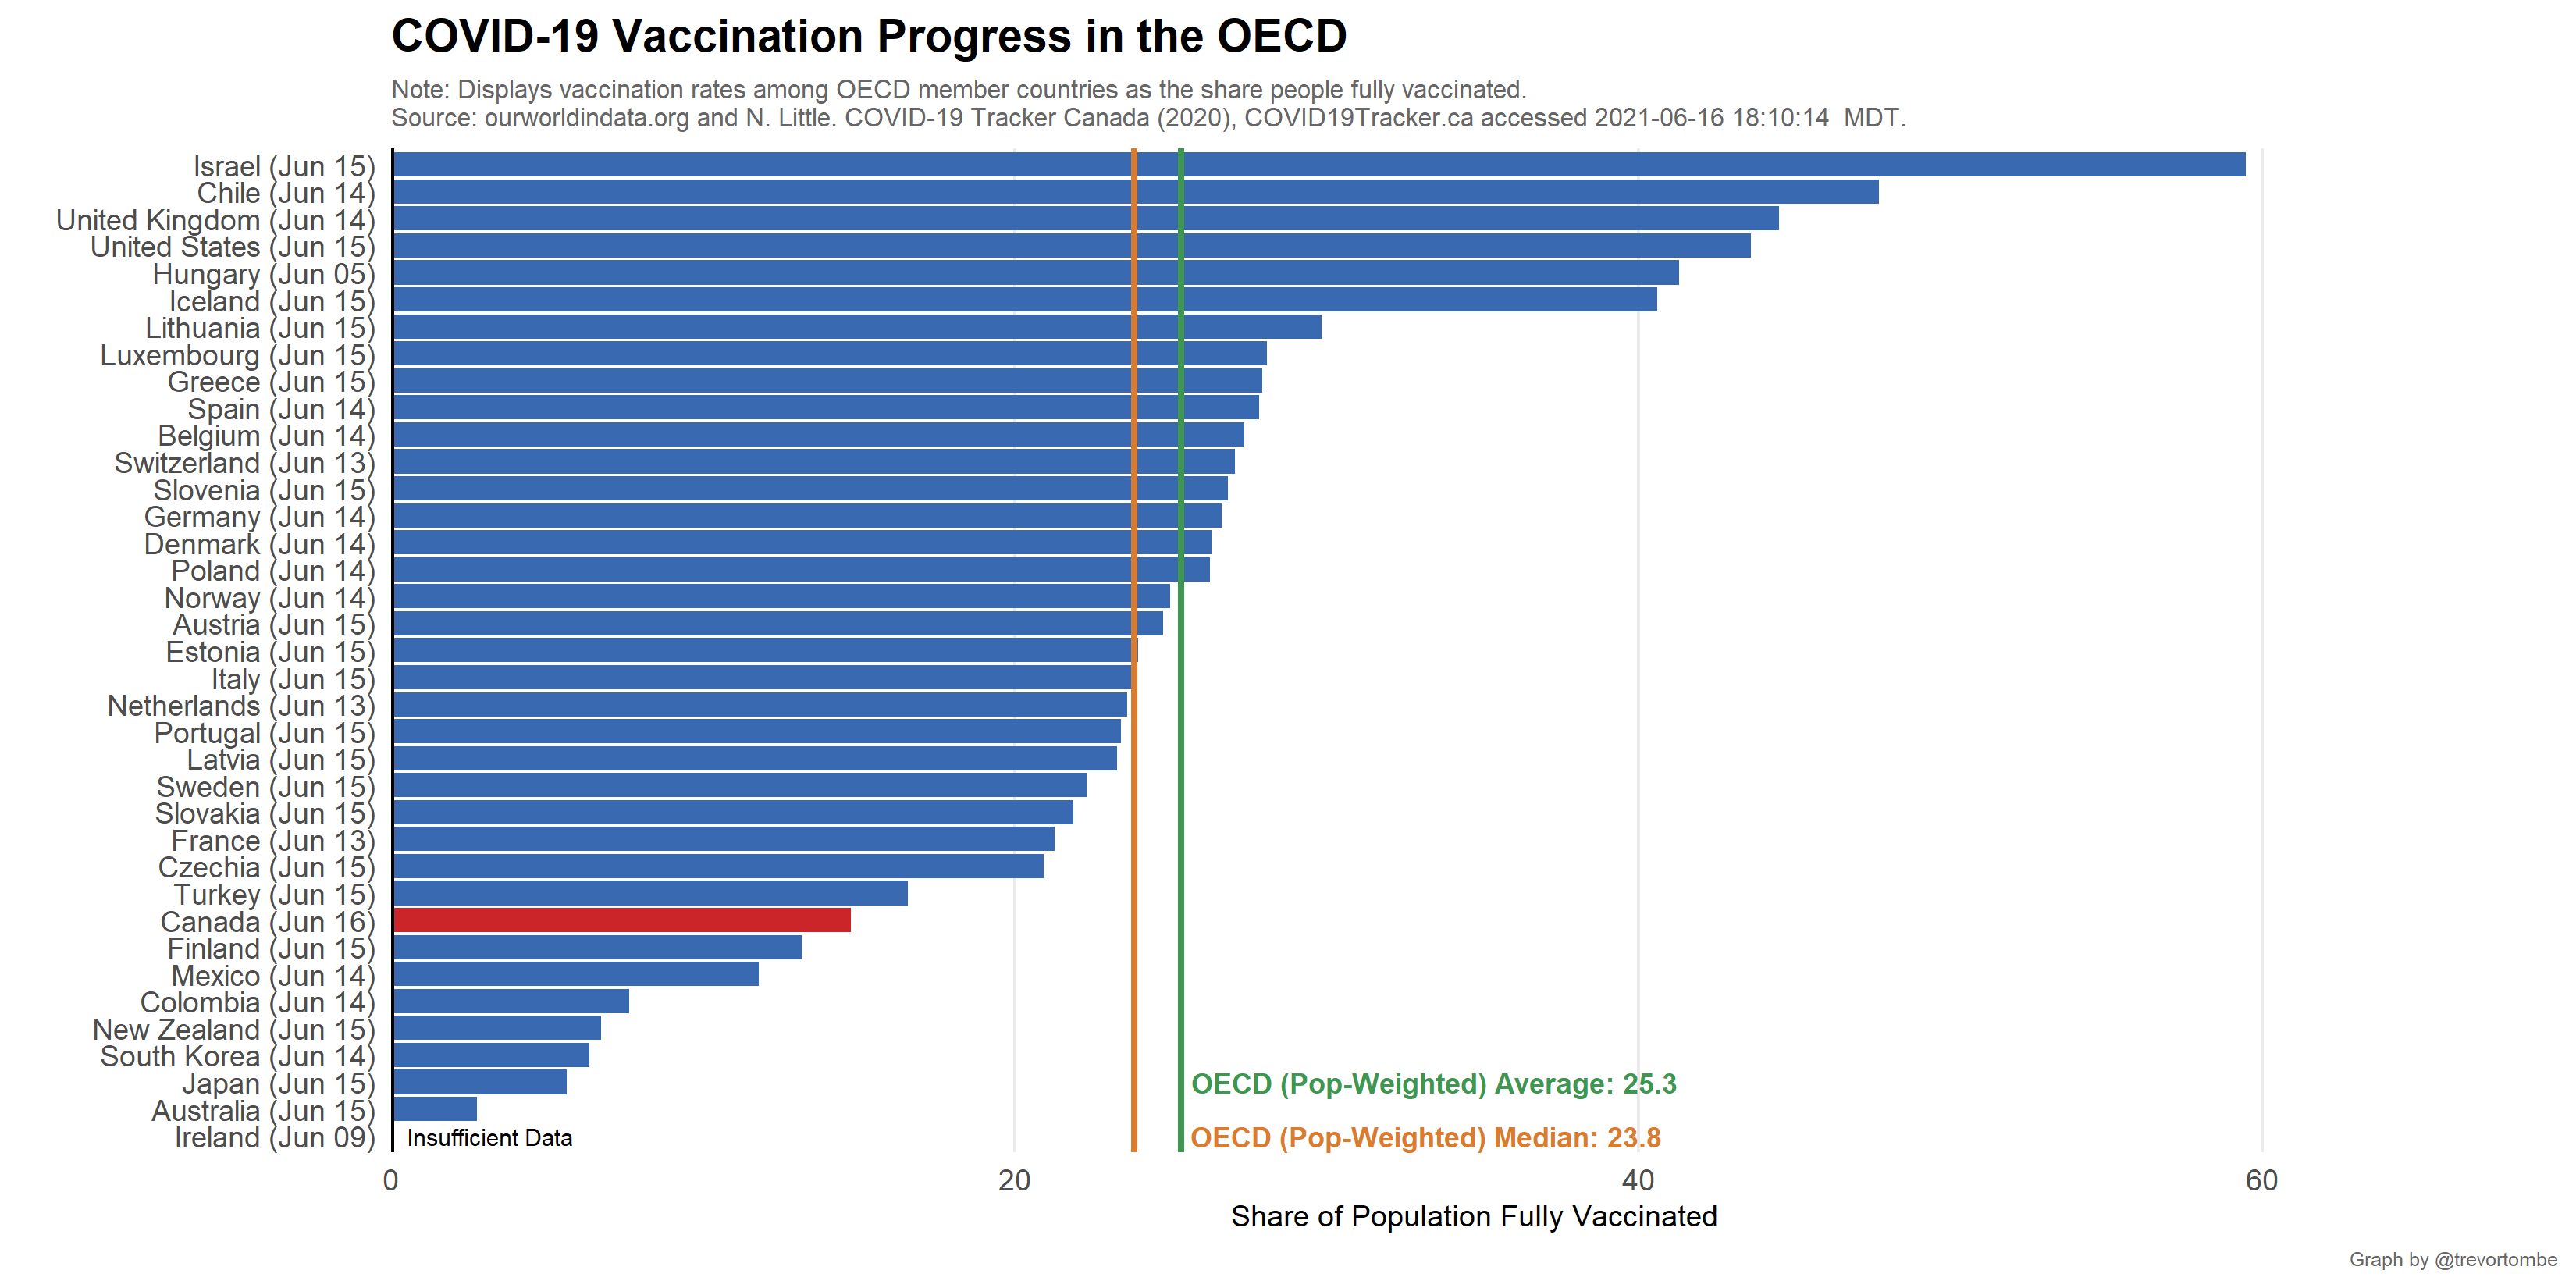 COVID-19 Vaccination Progress in the OECD
Note: Displays vaccination rates among OECD member countries as the share people fully vaccinated.
Source: ourworldindata.org and N. Little. COVID-19 Tracker Canada (2020), COVID19Tracker.ca accessed 2021-06-16 18:10:14  MDT.
Israel (Jun 15)
Chile (Jun 14)
United Kingdom (Jun 14)
United States (Jun 15)
Hungary (Jun 05)
Iceland (Jun 15)
Lithuania (Jun 15)
Luxembourg (Jun 15)
Greece (Jun 15)
Spain (Jun 14)
Belgium (Jun 14)
Switzerland (Jun 13)
Slovenia (Jun 15)
Germany (Jun 14)
Denmark (Jun 14)
Poland (Jun 14)
Norway (Jun 14)
Austria (Jun 15)
Estonia (Jun 15)
Italy (Jun 15)
Netherlands (Jun 13)
Portugal (Jun 15)
Latvia (Jun 15)
Sweden (Jun 15)
Slovakia (Jun 15)
France (Jun 13)
Czechia (Jun 15)
Turkey (Jun 15)
Canada (Jun 16)
Finland (Jun 15)
Mexico (Jun 14)
Colombia (Jun 14)
New Zealand (Jun 15)
South Korea (Jun 14)
Japan (Jun 15)
OECD (Pop-Weighted) Average: 25.3
Australia (Jun 15)
Ireland (Jun 09)
Insufficient Data
OECD (Pop-Weighted) Median: 23.8
0 20 40 60
Share of Population Fully Vaccinated
Graph by @trevortombe